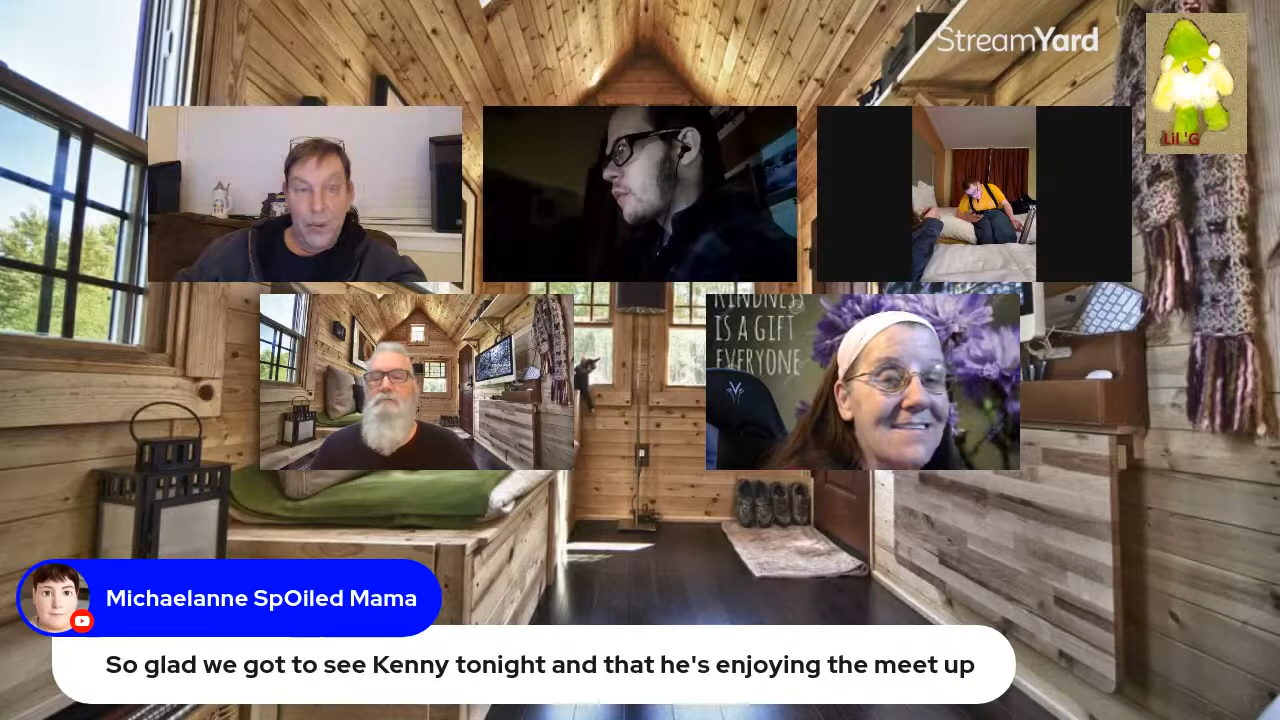 StreamYard
Lil 'G
KINDNESS
IS A GIFT
EVERYONE
Michaelanne SpOiled Mama
So glad we got to see Kenny tonight and that he's enjoying the meet up